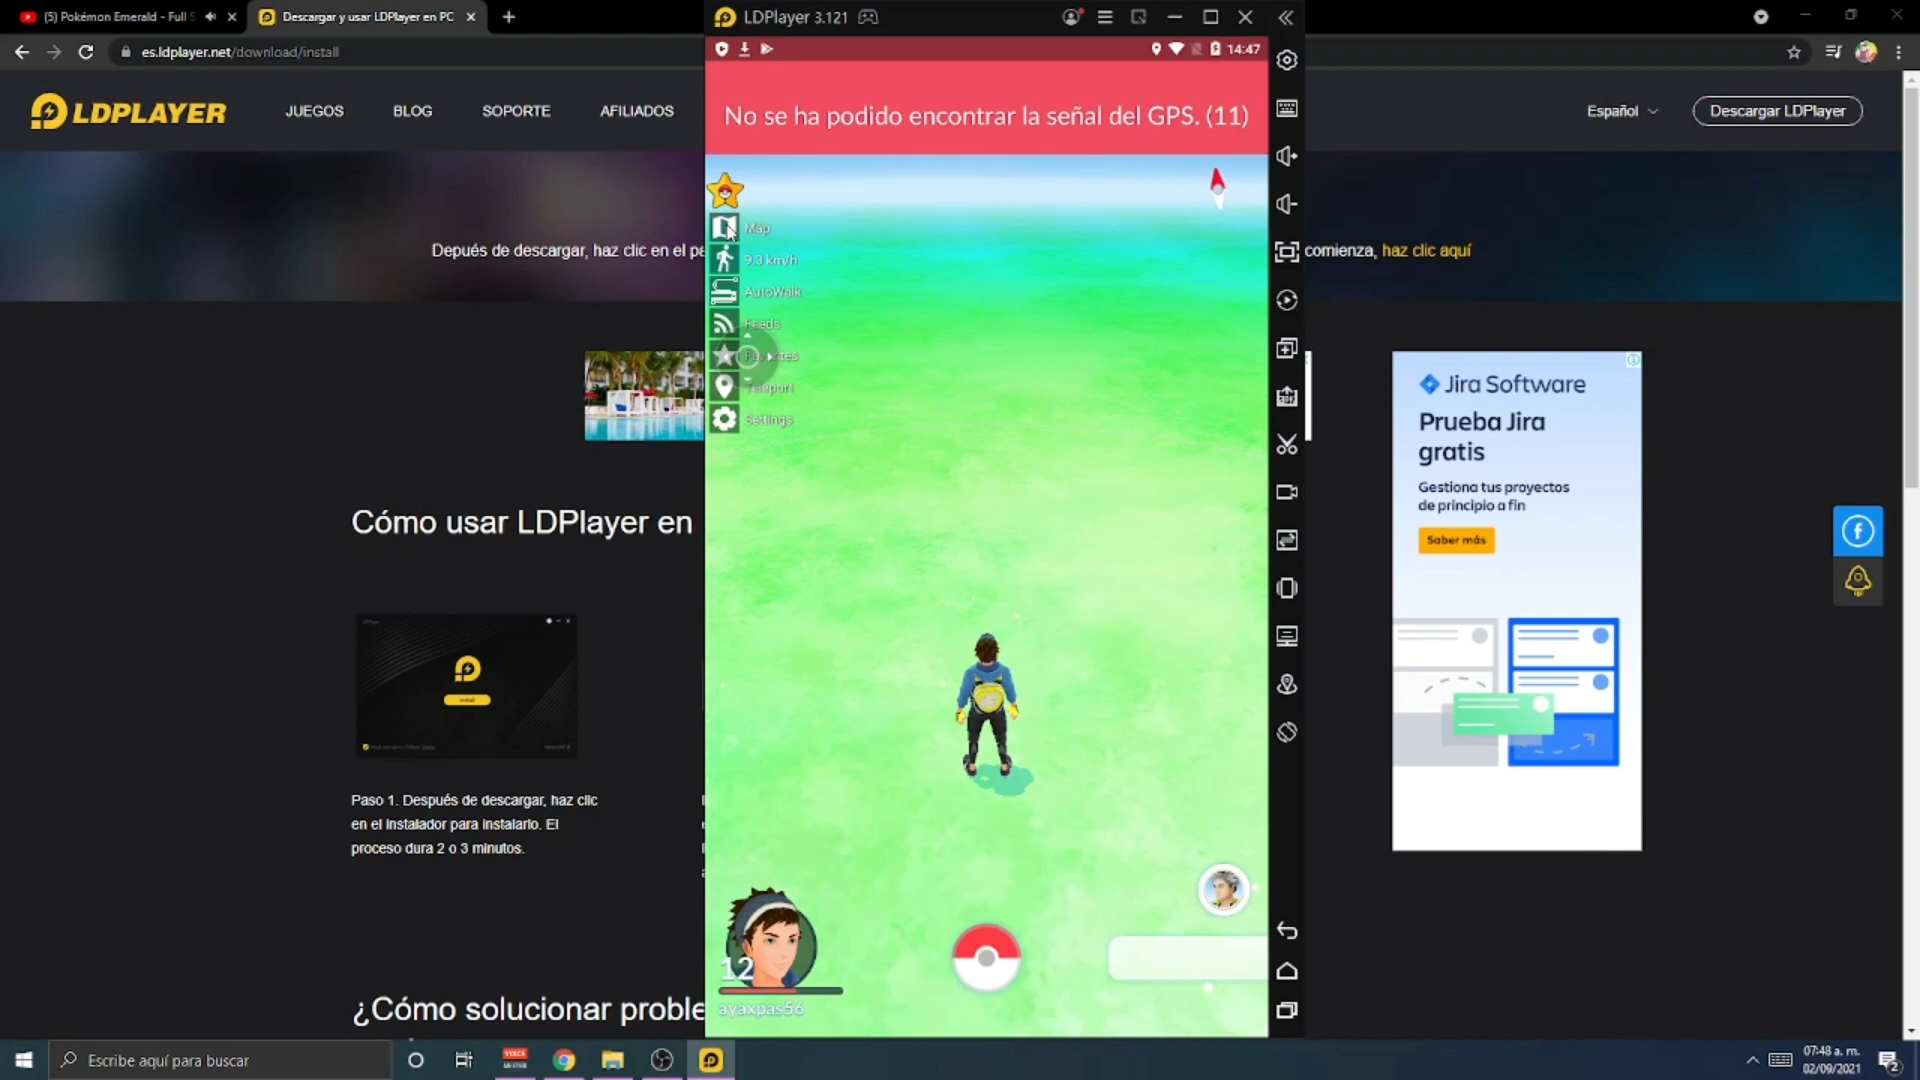 (5) Pokémon Emerald - Full S
Descargar y usar LDPlayer en PC
LDPlayer 3.121
es.ldplayer.net/download/install
14:47
LDPLAYER
JUEGOS
BLOG
SOPORTE
AFILIADOS
Español
Descargar LDPlayer
No se ha podido encontrar la señal del GPS. (11)
Depués de descargar, haz clic en el pa
comienza, haz clic aquí
Map
9.3 km/h
AutoWalk
Feeds
Favorites
Teleport
Settings
Jira Software
Prueba Jira
gratis
Gestiona tus proyectos
de principio a fin
Saber más
Cómo usar LDPlayer en
Paso 1. Después de descargar, haz clic
en el instalador para instalarlo. El
proceso dura 2 o 3 minutos.
12
ayaxpas56
¿Cómo solucionar proble
Escribe aquí para buscar
07:48 a. m.
02/09/2021
2